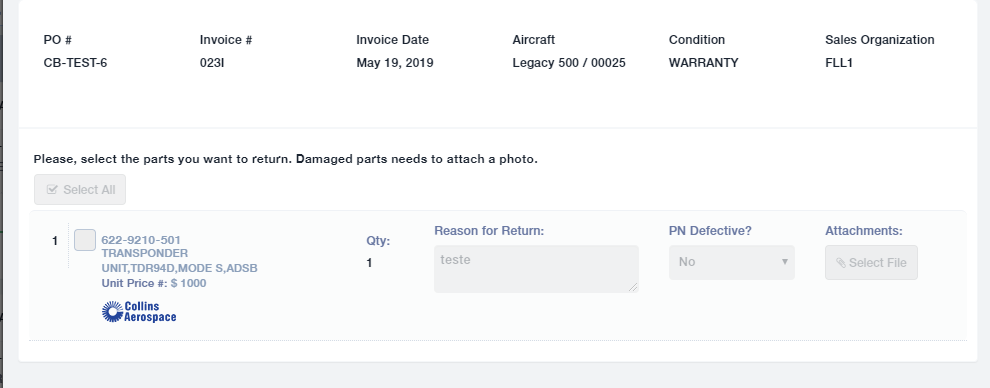 PO # Invoice # Invoice Date Aircraft Condition Sales Organization
CB-TEST-6 023I May 19, 2019 Legacy 500 / 00025 WARRANTY FLL1
Please, select the parts you want to return. Damaged parts needs to attach a photo.
Select All
1 622-9210-501
TRANSPONDER
UNIT,TDR94D,MODE S,ADSB
Unit Price #: $ 1000
Collins
Aerospace
Qty:
1
Reason for Return:
teste
PN Defective?
No
Attachments:
Select File